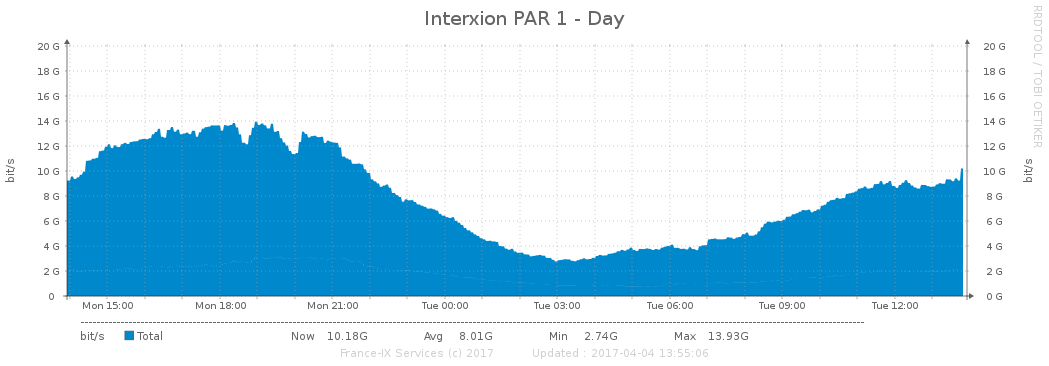 Interxion PAR 1 - Day
RRDTOOL / TOBI OETIKER
20 G 20 G
18 G 18 G
16 G 16 G
14 G 14 G
12 G 12 G
10 G 10 G
8 G 8 G
6 G 6 G
4 G 4 G
2 G 2 G
0 0 G
bit/s
bit/s
Mon 15:00 Mon 18:00 Mon 21:00 Tue 00:00 Tue 03:00 Tue 06:00 Tue 09:00 Tue 12:00
bit/s Total Now 10.18G Avg 8.01G Min 2.74G Max 13.93G
France-IX Services (c) 2017 Updated : 2017-04-04 13:55:06